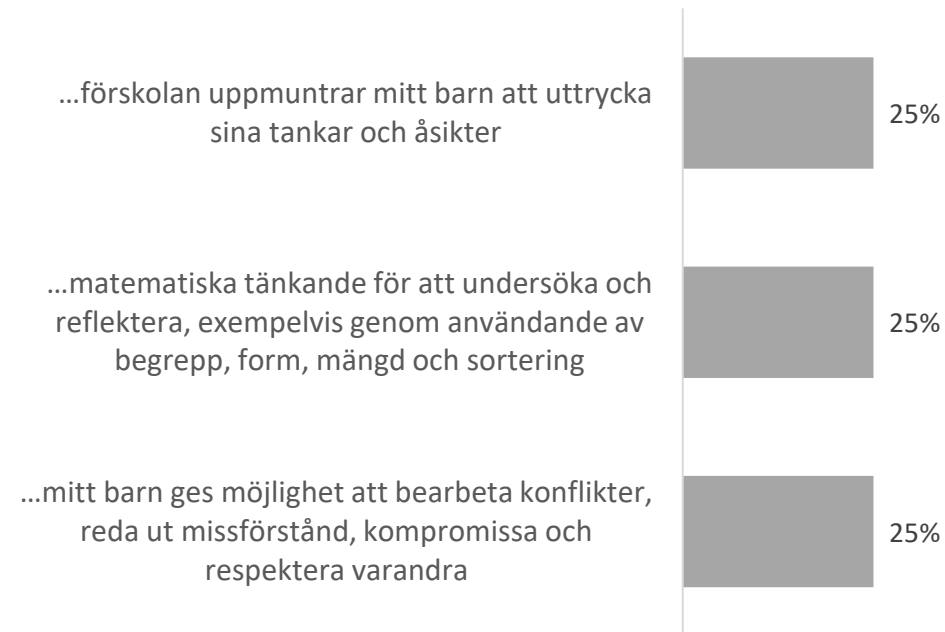 …förskolan uppmuntrar mitt barn att uttrycka
sina tankar och åsikter
25%
…matematiska tänkande för att undersöka och
reflektera, exempelvis genom användande av
begrepp, form, mängd och sortering
25%
…mitt barn ges möjlighet att bearbeta konflikter,
reda ut missförstånd, kompromissa och
respektera varandra
25%